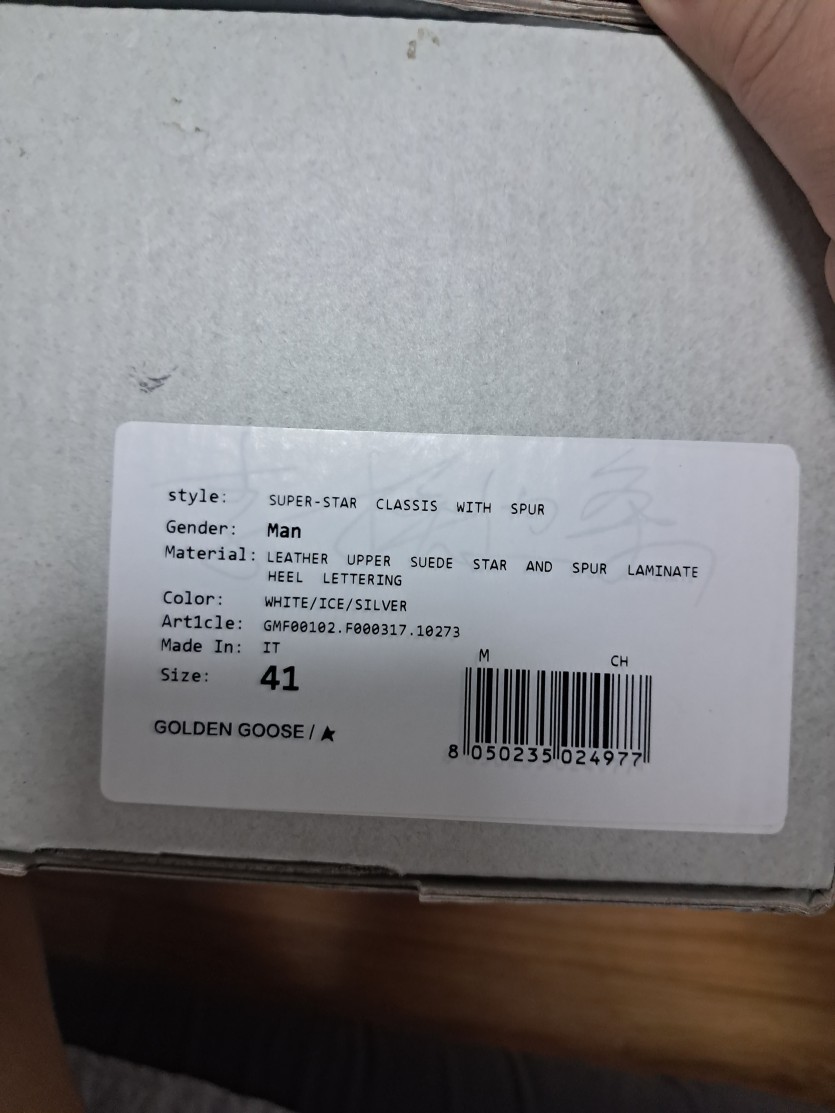 style: SUPER-STAR CLASSIS WITH SPUR
Gender: Man
Material: LEATHER UPPER SUEDE STAR AND SPUR LAMINATE
HEEL LETTERING
Color: WHITE/ICE/SILVER
Art1cle: GMF00102.F000317.10273
Made In: IT
Size: 41
M CH
GOLDEN GOOSE /
8 050235 024977